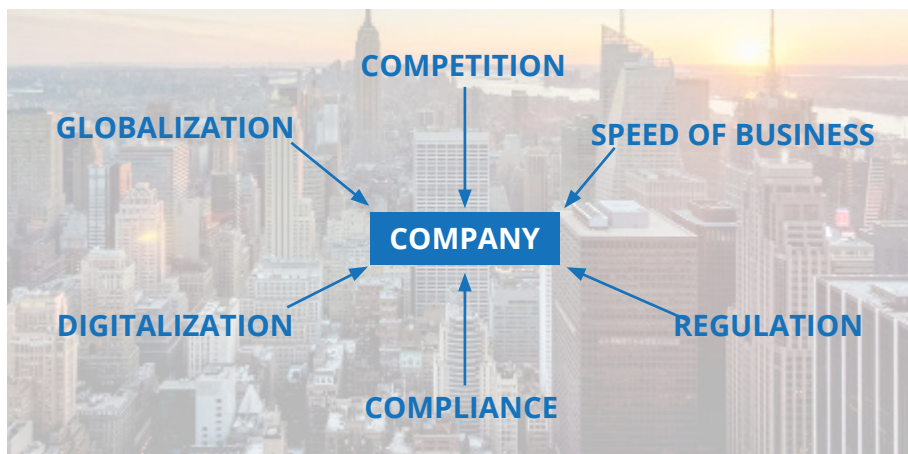 COMPETITION
GLOBALIZATION
SPEED OF BUSINESS
COMPANY
DIGITALIZATION
REGULATION
COMPLIANCE